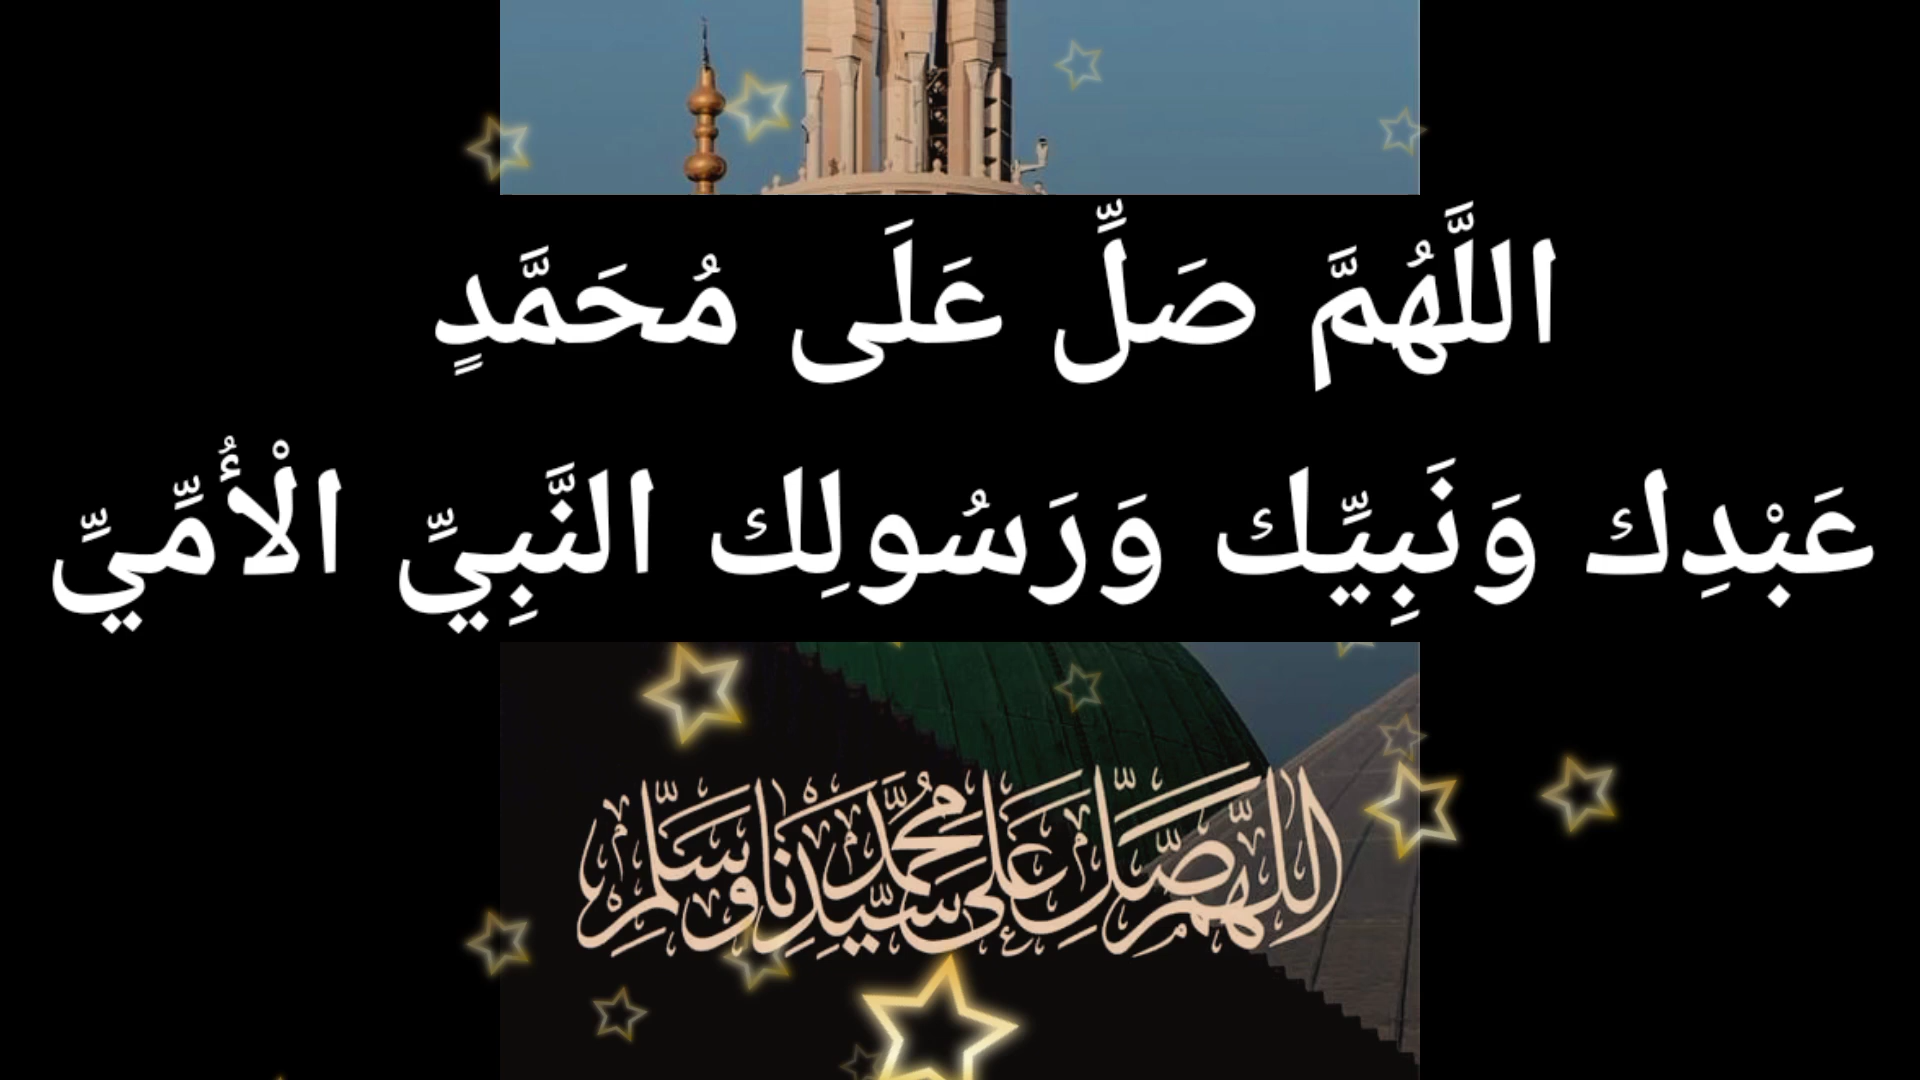 اللَّهُمَّ صَلِّ عَلَى مُحَمَّدٍ
عَبْدِك وَنَبِيِّك وَرَسُولِك النَّبِيِّ الْأُمِّيِّ
اللهم صل على سيدنا محمد وسلم